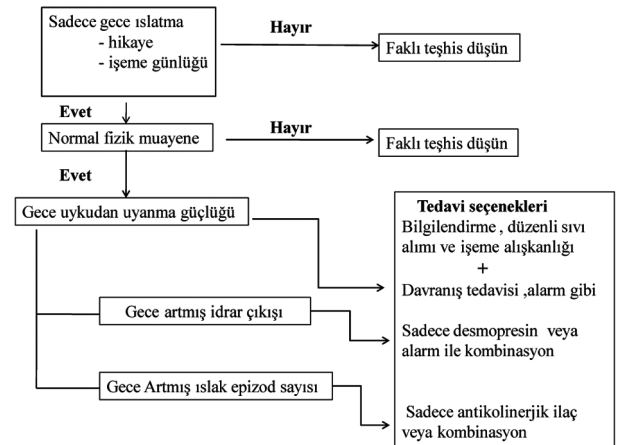 Sadece gece ıslatma
- hikaye
- işeme günlüğü
Hayır
Faklı teşhis düşün
Evet
Normal fizik muayene
Hayır
Faklı teşhis düşün
Evet
Gece uykudan uyanma güçlüğü
Gece artmış idrar çıkışı
Gece Artmış ıslak epizod sayısı
Tedavi seçenekleri
Bilgilendirme , düzenli sıvı
alımı ve işeme alışkanlığı
+
Davranış tedavisi ,alarm gibi
Sadece desmopresin veya
alarm ile kombinasyon
Sadece antikolinerjik ilaç
veya kombinasyon